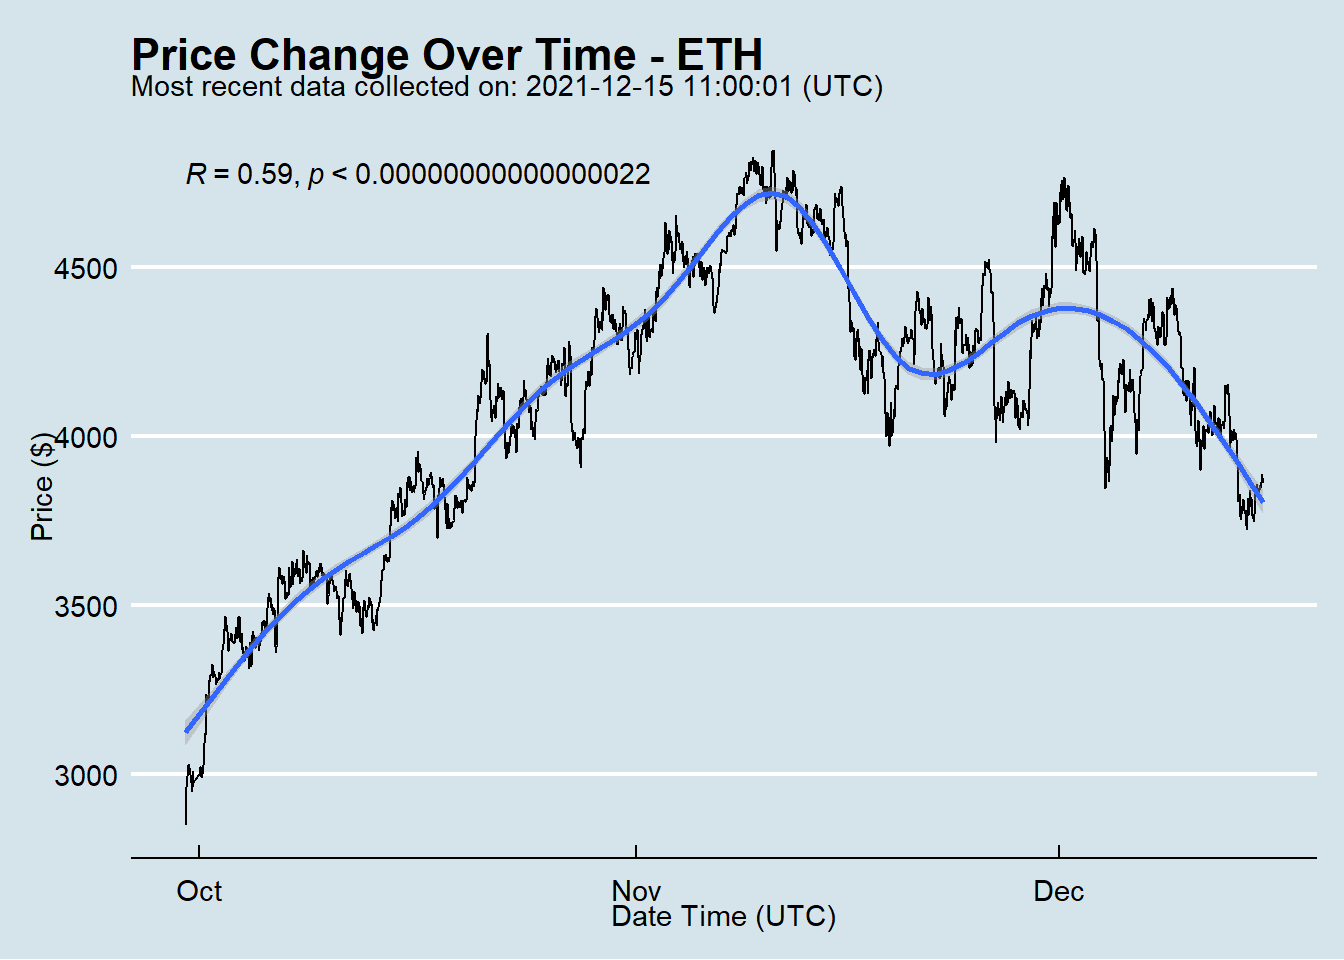 Price Change Over Time - ETH
Most recent data collected on: 2021-12-15 11:00:01 (UTC)
R = 0.59, p < 0.00000000000000022
Price ($)
4500
4000
3500
3000
Oct
Nov
Dec
Date Time (UTC)